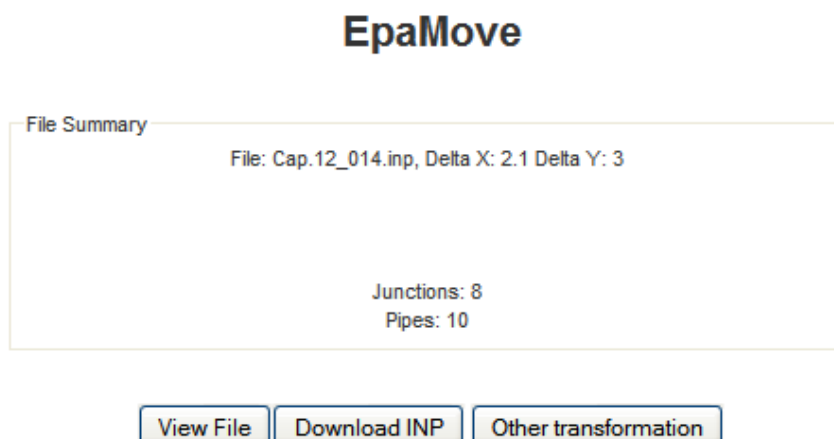 EpaMove
File Summary
File: Cap.12_014.inp, Delta X: 2.1 Delta Y: 3
Junctions: 8
Pipes: 10
View File Download INP Other transformation